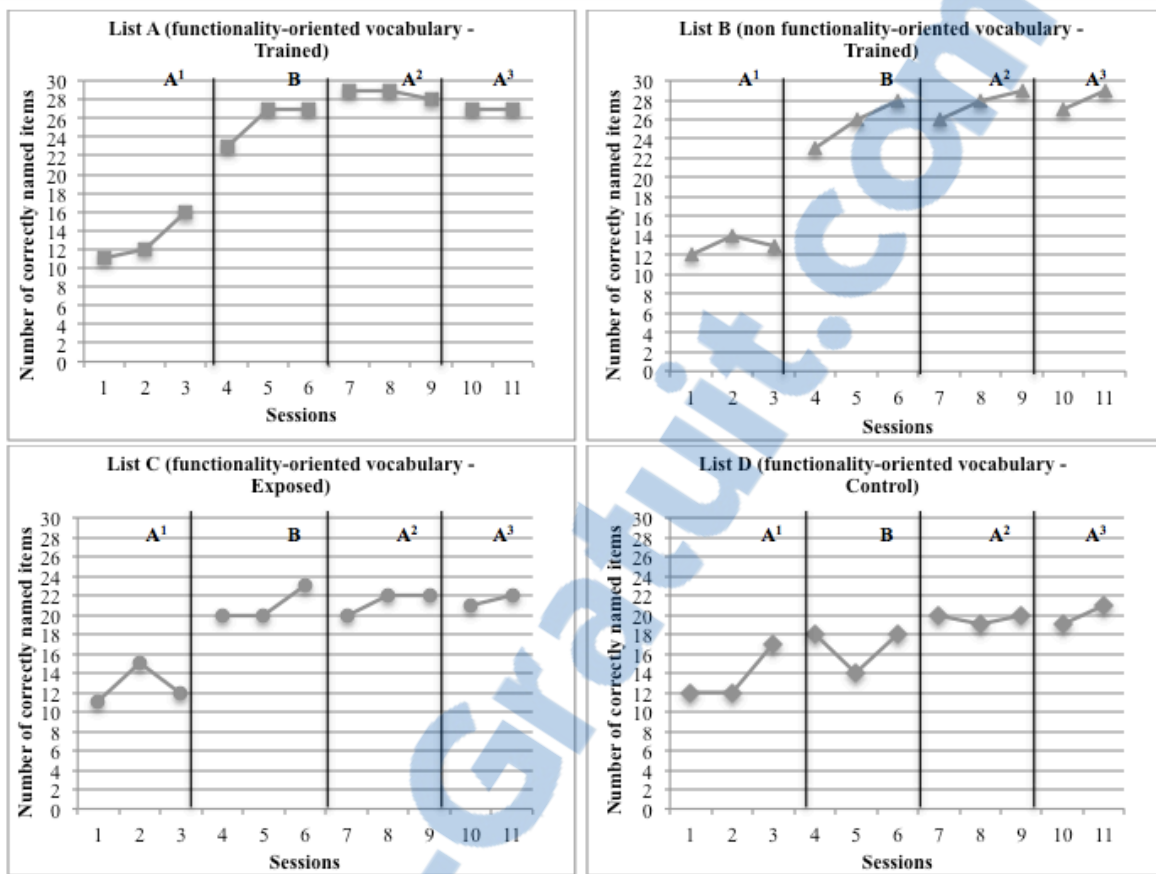 List A (functionality-oriented vocabulary -
Trained)
A¹ B A² A³
Number of correctly named items
30
28
26
24
22
20
18
16
14
12
10
8
6
4
2
0
1 2 3 4 5 6 7 8 9 10 11
Sessions
List B (non functionality-oriented vocabulary -
Trained)
A¹ B A² A³
Number of correctly named items
30
28
26
24
22
20
18
16
14
12
10
8
6
4
2
0
1 2 3 4 5 6 7 8 9 10 11
Sessions
List C (functionality-oriented vocabulary -
Exposed)
A¹ B A² A³
Number of correctly named items
30
28
26
24
22
20
18
16
14
12
10
8
6
4
2
0
1 2 3 4 5 6 7 8 9 10 11
Sessions
List D (functionality-oriented vocabulary -
Control)
A¹ B A² A³
Number of correctly named items
30
28
26
24
22
20
18
16
14
12
10
8
6
4
2
0
1 2 3 4 5 6 7 8 9 10 11
Sessions
-Gratuit.com